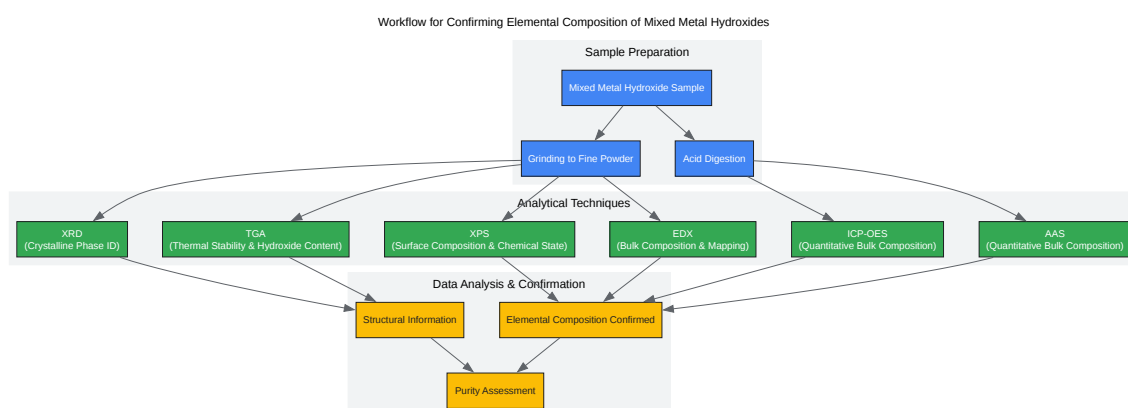 Workflow for Confirming Elemental Composition of Mixed Metal Hydroxides
Sample Preparation
Mixed Metal Hydroxide Sample
Grinding to Fine Powder
Acid Digestion
Analytical Techniques
XRD
(Crystalline Phase ID)
TGA
(Thermal Stability & Hydroxide Content)
XPS
(Surface Composition & Chemical State)
EDX
(Bulk Composition & Mapping)
ICP-OES
(Quantitative Bulk Composition)
AAS
(Quantitative Bulk Composition)
Data Analysis & Confirmation
Structural Information
Elemental Composition Confirmed
Purity Assessment